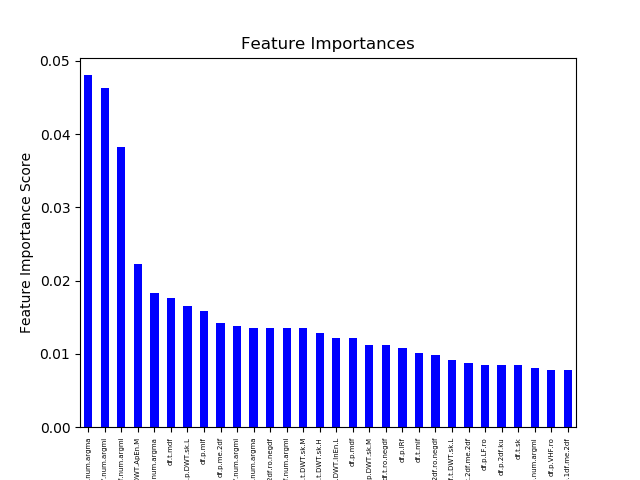 Feature Importances
Feature Importance Score
0.05
0.04
0.03
0.02
0.01
0.00
.num.argma
.num.argmi
.num.argmi
DWT.ApEn.M
.num.argma
df.t.mdf
.p.DWT.sk.L
df.p.mif
df.p.me.2df
.num.argmi
.num.argma
2df.ro.negdf
.num.argmi
.t.DWT.sk.M
.t.DWT.sk.H
.DWT.InEn.L
df.p.mdf
.p.DWT.sk.M
df.t.ro.negdf
df.p.IRf
df.t.mif
2df.ro.negdf
f.t.DWT.sk.L
.2df.me.2df
df.p.LF.ro
df.p.2df.ku
df.t.sk
.num.argmi
df.p.VHF.ro
.1df.me.2df